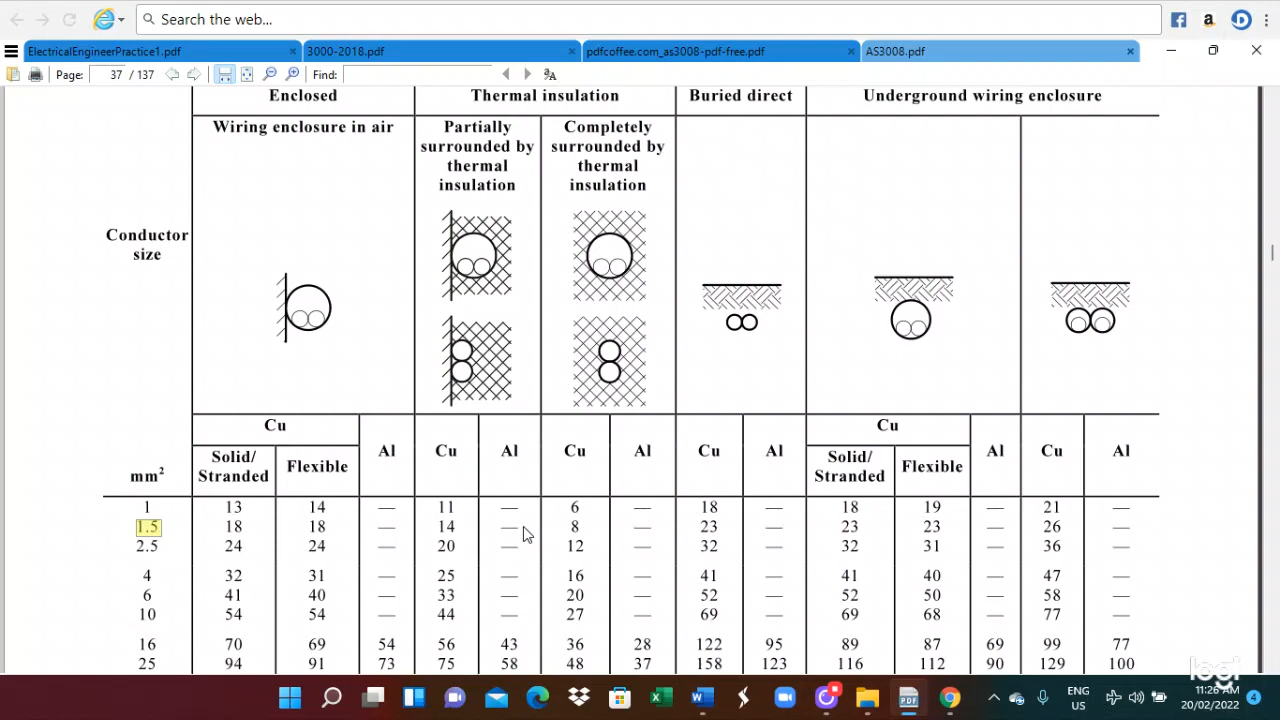 Search the web...
ElectricalEngineerPractice1.pdf × 3000-2018.pdf × pdfcoffee.com_as3008-pdf-free.pdf × AS3008.pdf ×
Page: 37 / 137 Find:
Enclosed Thermal insulation Buried direct Underground wiring enclosure
Wiring enclosure in air Partially Completely
surrounded by surrounded by
thermal thermal
insulation insulation
Conductor
size
Cu Cu
Al Cu Al Cu Al Cu Al Al Cu Al
Solid/ Flexible Solid/ Flexible
mm² Stranded Stranded
1 13 14 — 11 — 6 — 18 — 18 19 — 21 —
1.5 18 18 — 14 — 8 — 23 — 23 23 — 26 —
2.5 24 24 — 20 — 12 — 32 — 32 31 — 36 —
4 32 31 — 25 — 16 — 41 — 41 40 — 47 —
6 41 40 — 33 — 20 — 52 — 52 50 — 58 —
10 54 54 — 44 — 27 — 69 — 69 68 — 77 —
16 70 69 54 56 43 36 28 122 95 89 87 69 99 77
25 94 91 73 75 58 48 37 158 123 116 112 90 129 100
logi
ENG 11:26 AM
US 20/02/2022 4